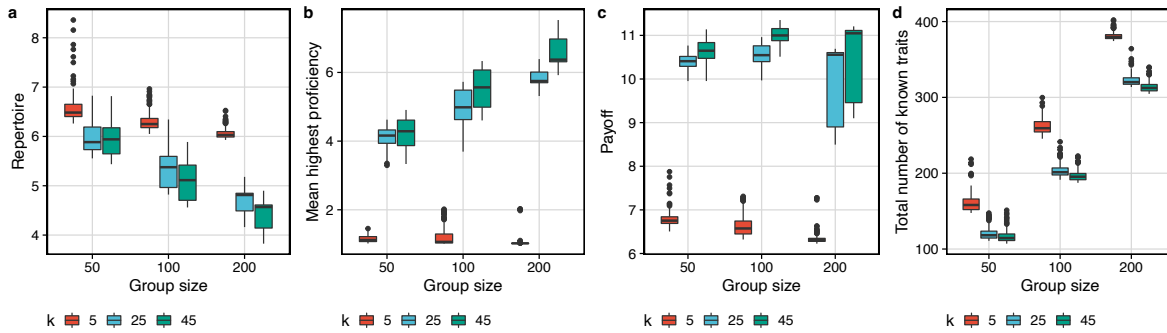 a
Repertoire
8
7
6
5
4
50 100 200
Group size
k 5 25 45
b
Mean highest proficiency
6
4
2
50 100 200
Group size
k 5 25 45
c
Payoff
11
10
9
8
7
6
50 100 200
Group size
k 5 25 45
d
Total number of known traits
400
300
200
100
50 100 200
Group size
k 5 25 45